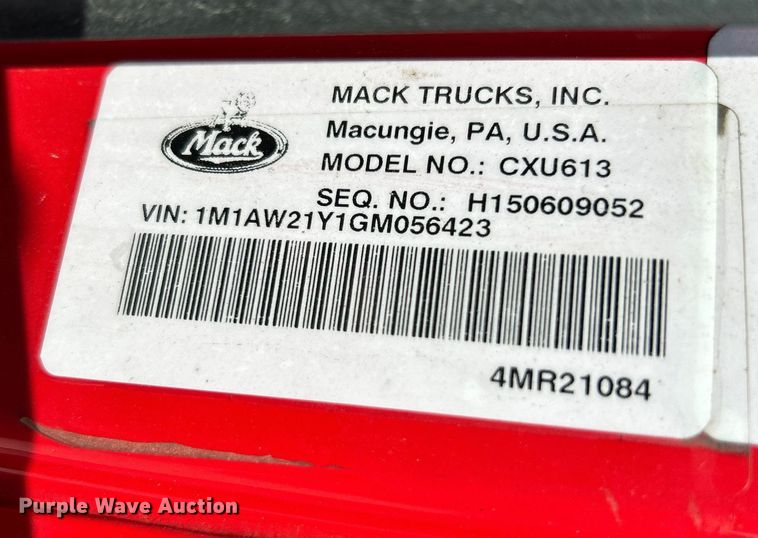 Mack
MACK TRUCKS, INC.
Macungie, PA, U.S.A.
MODEL NO.: CXU613
SEQ. NO.: H150609052
VIN: 1M1AW21Y1GM056423
4MR21084
Purple Wave Auction